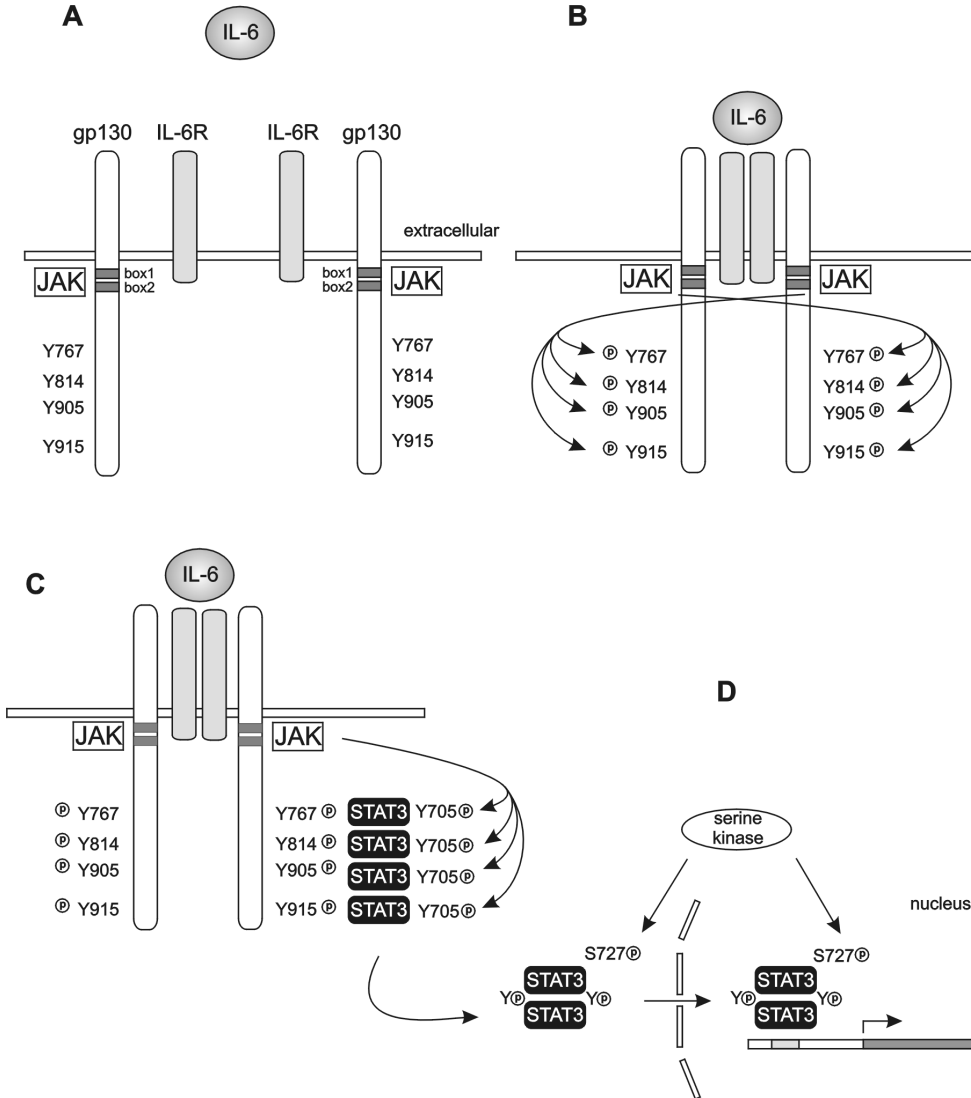 A
IL-6
gp130 IL-6R IL-6R gp130
extracellular
JAK box1 box1 JAK
box2 box2
Y767 Y767
Y814 Y814
Y905 Y905
Y915 Y915
B
IL-6
JAK JAK
P Y767 Y767 P
P Y814 Y814 P
P Y905 Y905 P
P Y915 Y915 P
C
IL-6
JAK JAK
P Y767 Y767 P STAT3 Y705 P
P Y814 Y814 P STAT3 Y705 P
P Y905 Y905 P STAT3 Y705 P
P Y915 Y915 P STAT3 Y705 P
D
serine
kinase
nucleus
S727 P S727 P
STAT3 STAT3
Y P Y P Y P Y P
STAT3 STAT3